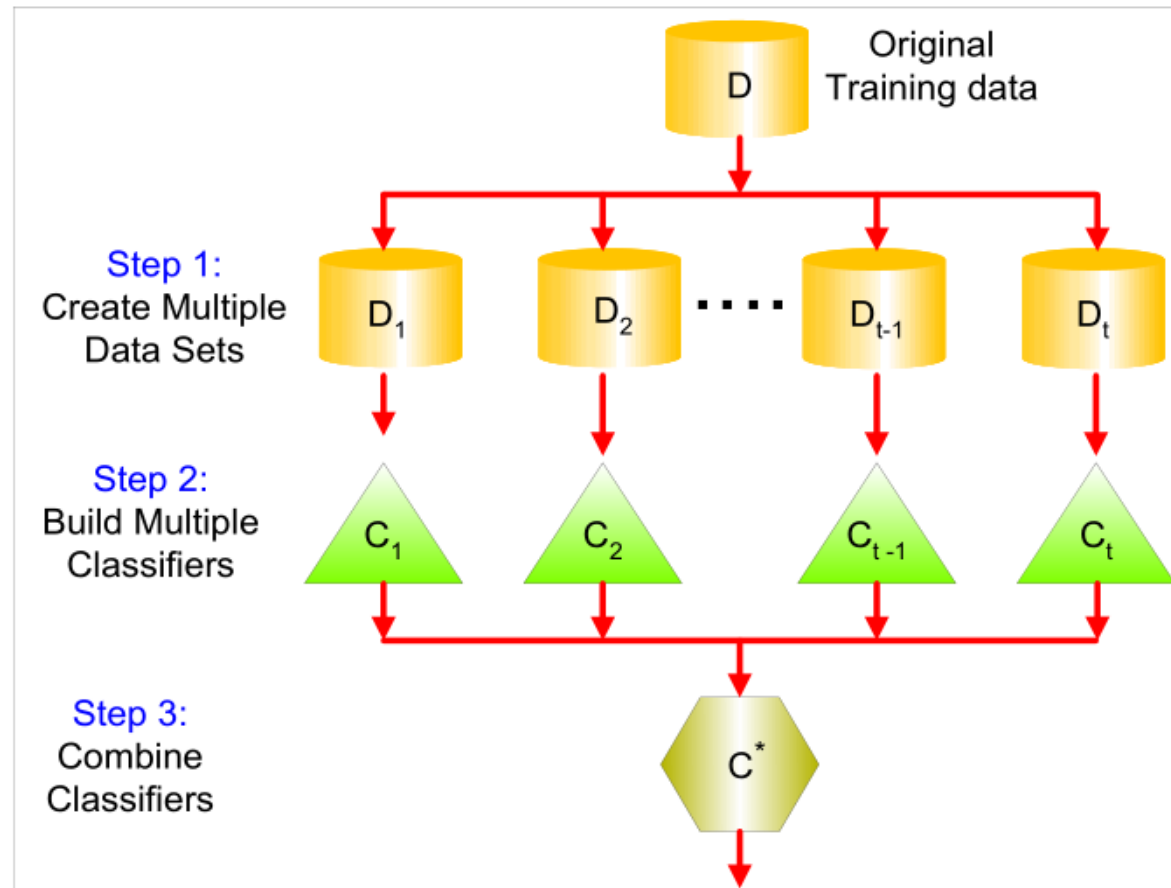 D
Original
Training data
Step 1:
Create Multiple
Data Sets
D₁
D₂
....
Dₜ₋₁
Dₜ
Step 2:
Build Multiple
Classifiers
C₁
C₂
Cₜ ₋₁
Cₜ
Step 3:
Combine
Classifiers
C*